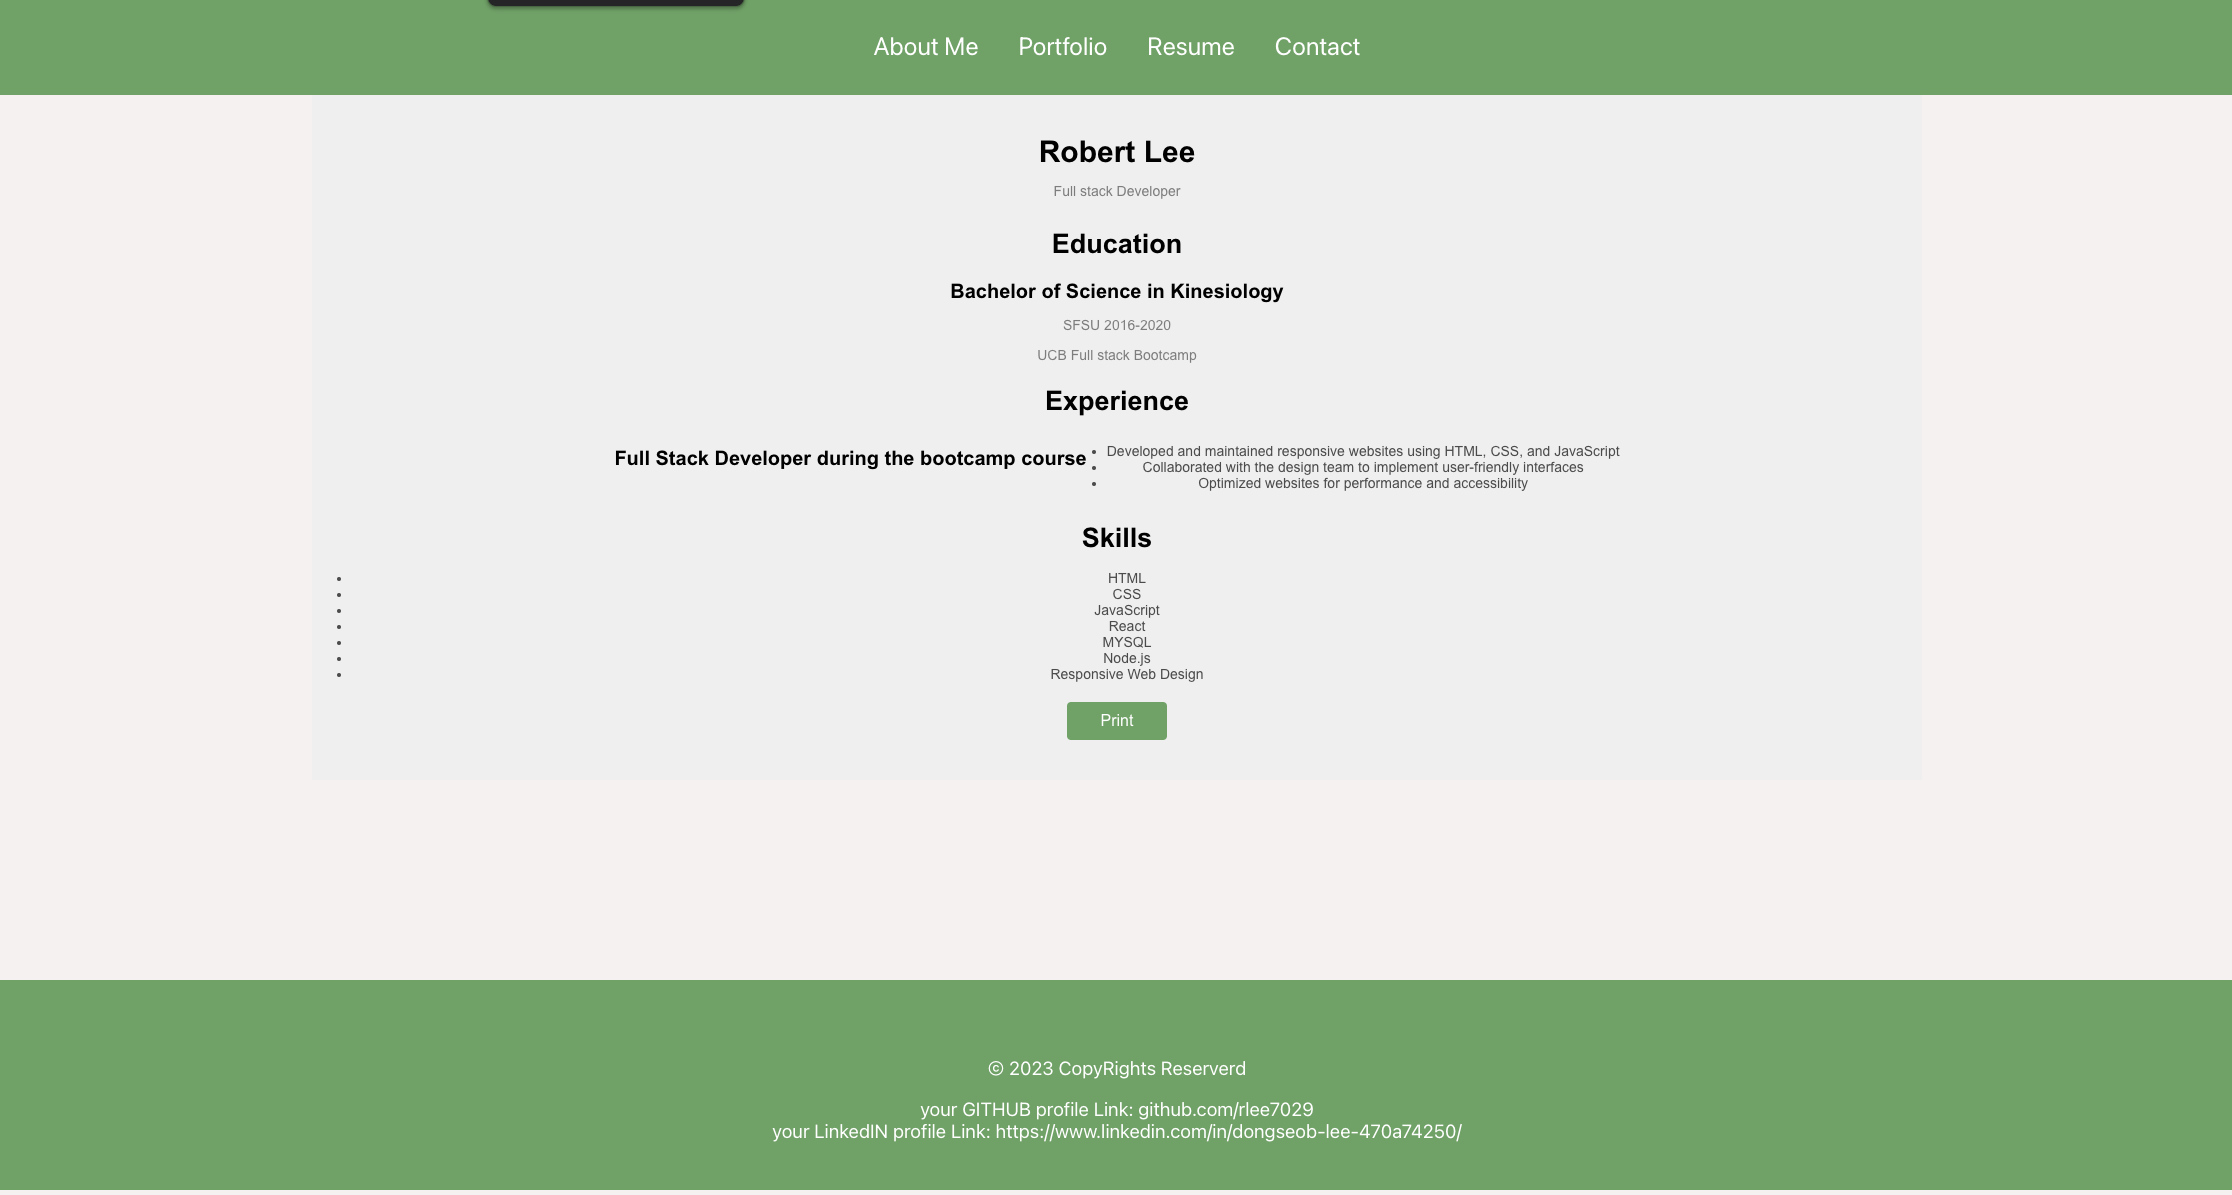 About Me Portfolio Resume Contact
Robert Lee
Full stack Developer
Education
Bachelor of Science in Kinesiology
SFSU 2016-2020
UCB Full stack Bootcamp
Experience
Full Stack Developer during the bootcamp course
• Developed and maintained responsive websites using HTML, CSS, and JavaScript
• Collaborated with the design team to implement user-friendly interfaces
• Optimized websites for performance and accessibility
Skills
• HTML
• CSS
• JavaScript
• React
• MYSQL
• Node.js
• Responsive Web Design
Print
© 2023 CopyRights Reserverd
your GITHUB profile Link: github.com/rlee7029
your LinkedIN profile Link: https://www.linkedin.com/in/dongseob-lee-470a74250/